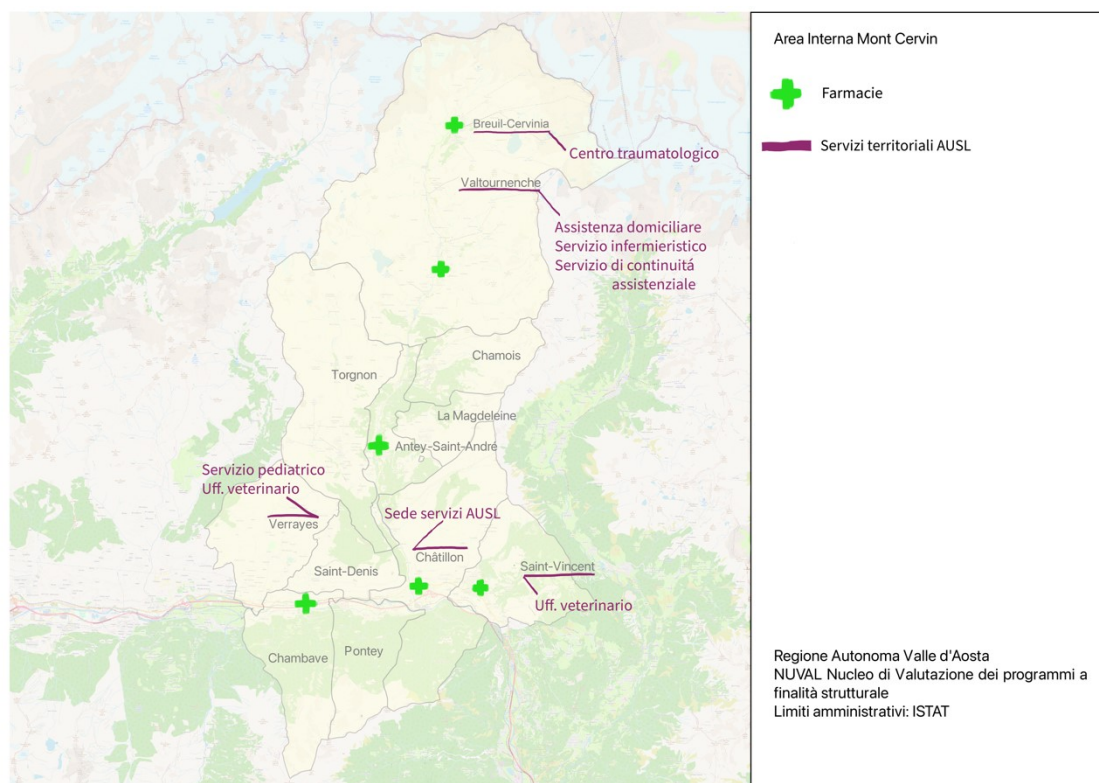 Breuil-Cervinia
Centro traumatologico
Valtournenche
Assistenza domiciliare
Servizio infermieristico
Servizio di continuitá
assistenziale
Chamois
Torgnon
La Magdeleine
Antey-Saint-André
Servizio pediatrico
Uff. veterinario
Verrayes
Sede servizi AUSL
Châtillon
Saint-Denis
Saint-Vincent
Uff. veterinario
Chambave
Pontey
Area Interna Mont Cervin
Farmacie
Servizi territoriali AUSL
Regione Autonoma Valle d'Aosta
NUVAL Nucleo di Valutazione dei programmi a
finalità strutturale
Limiti amministrativi: ISTAT